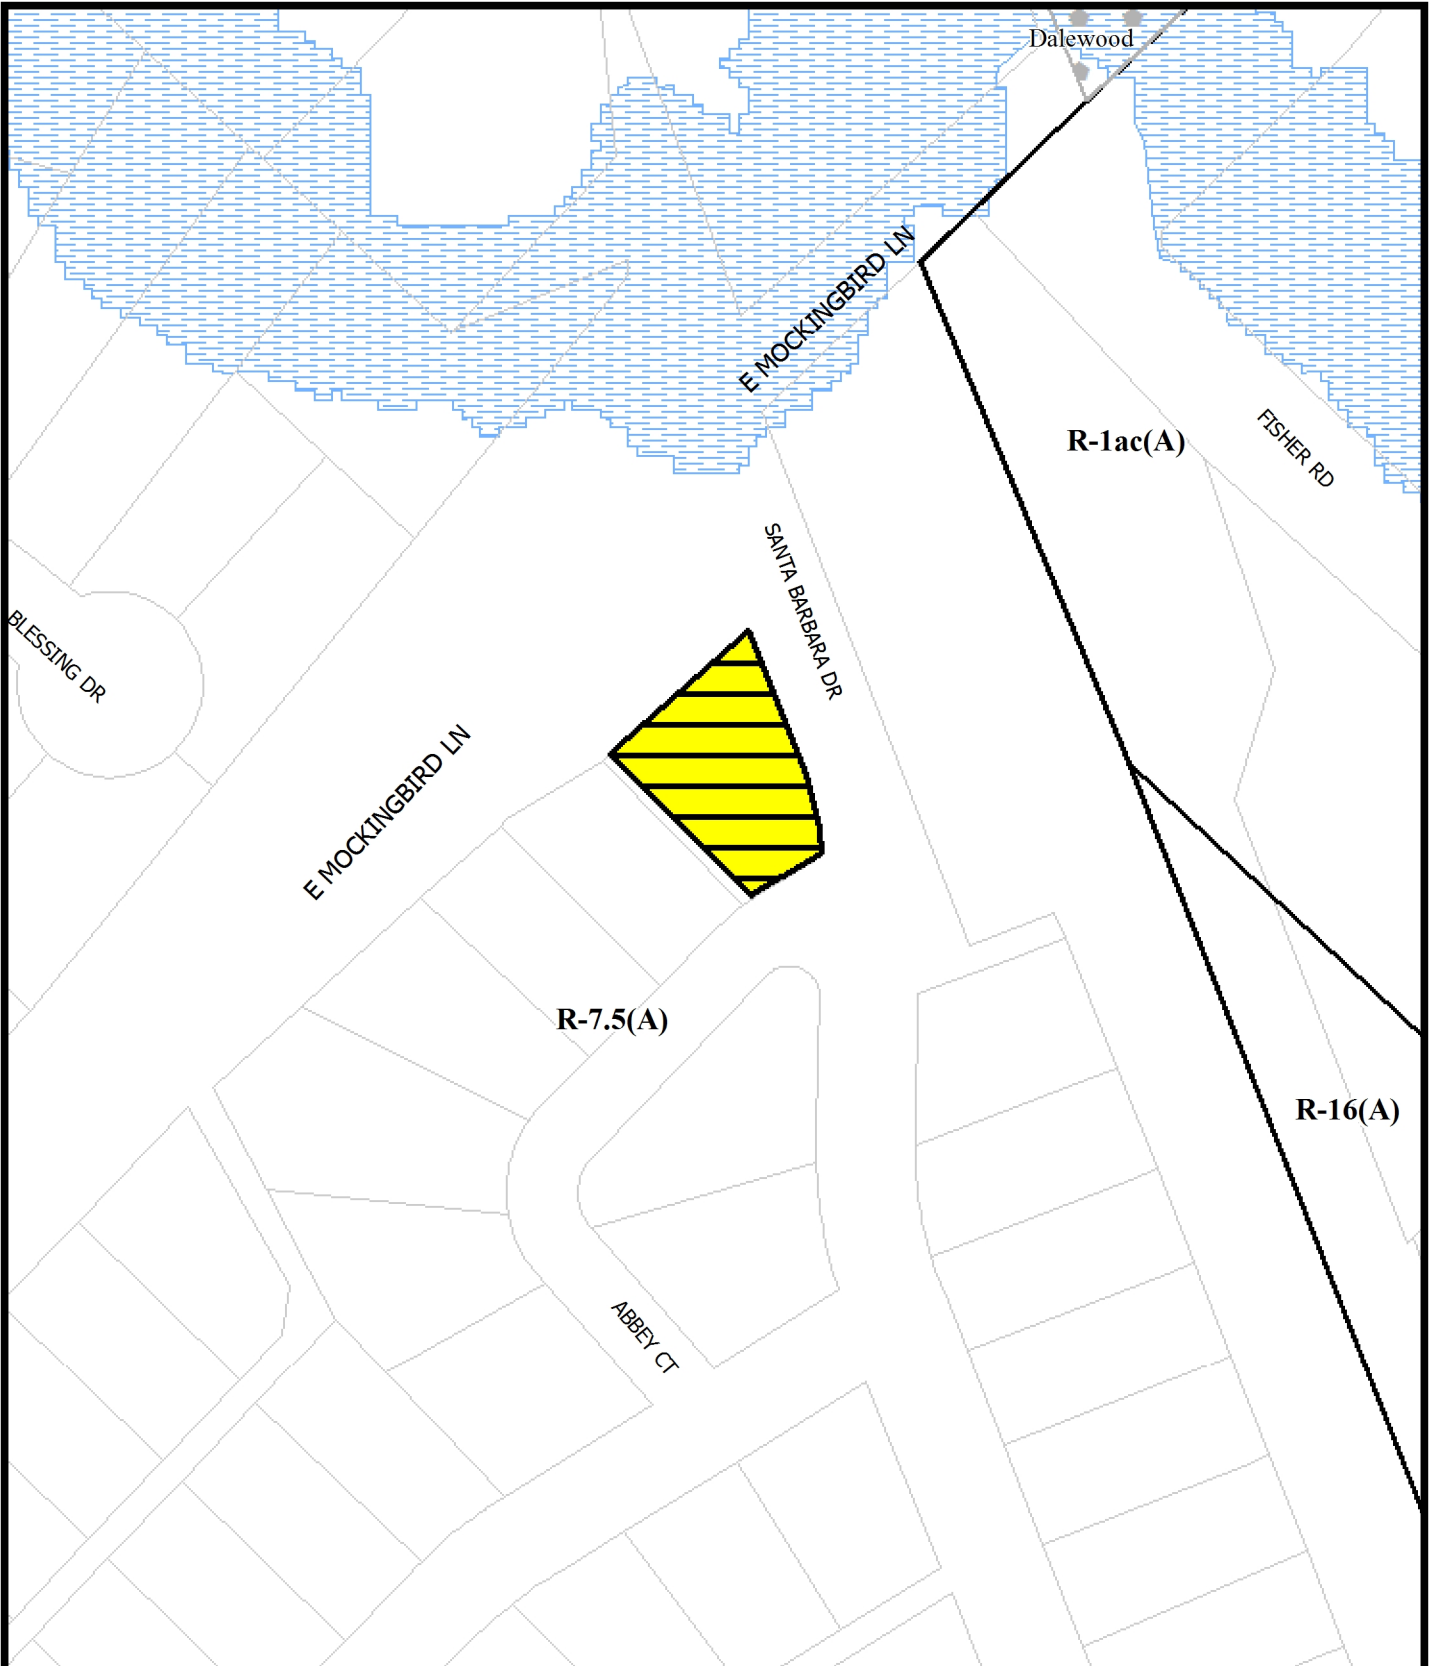 Dalewood
E MOCKINGBIRD LN
R-1ac(A)
FISHER RD
SANTA BARBARA DR
BLESSING DR
E MOCKINGBIRD LN
R-7.5(A)
R-16(A)
ABBEY CT